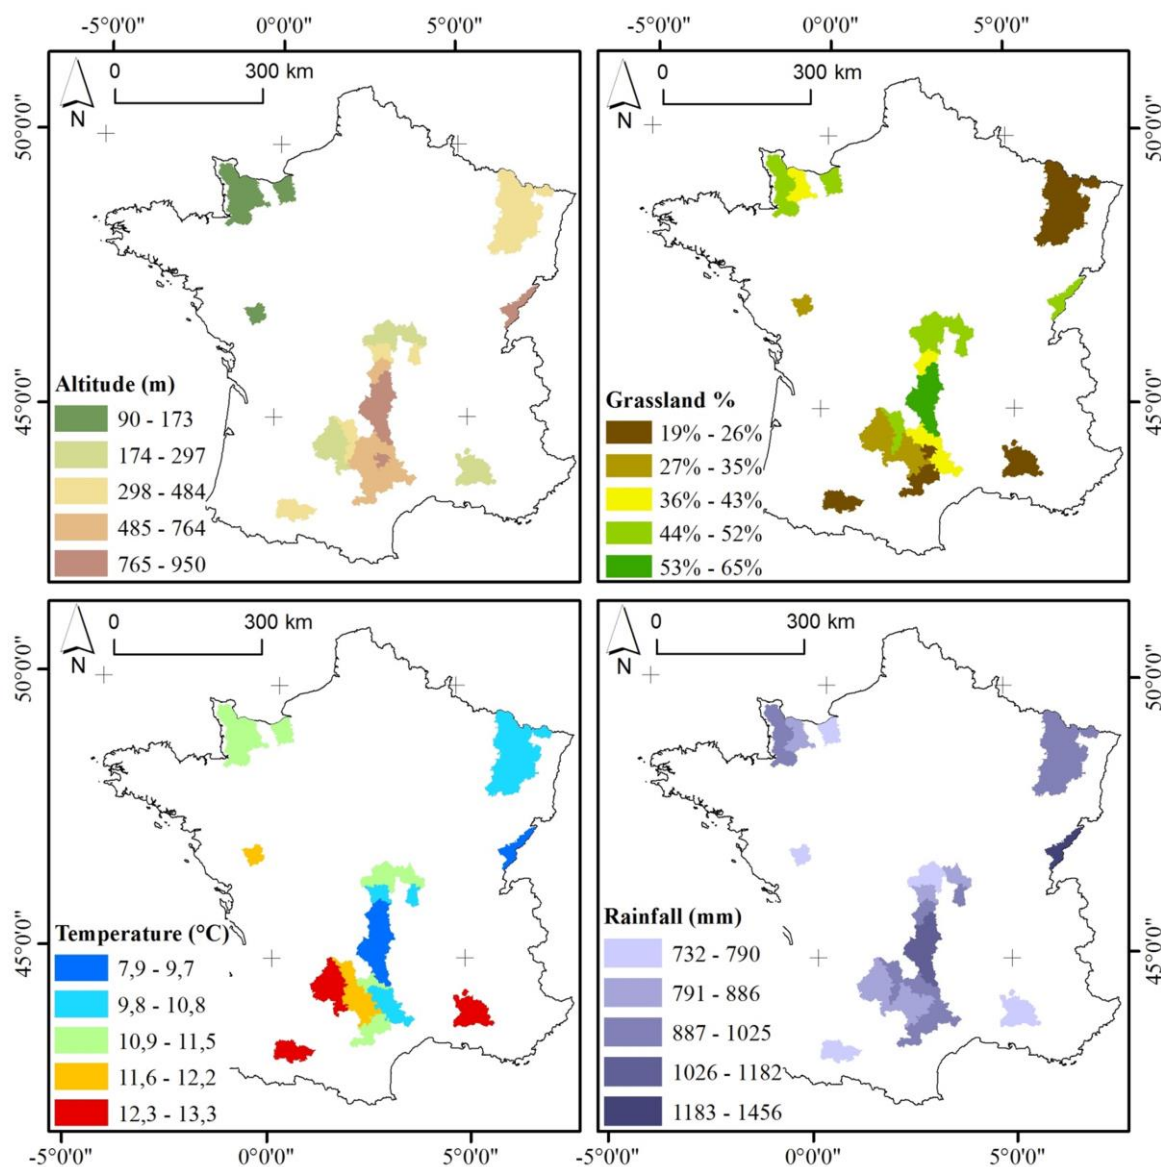 -5°0'0" 0°0'0" 5°0'0"
-5°0'0" 0°0'0" 5°0'0"
0 300 km
N
50°0'0"
45°0'0"
Altitude (m)
90 - 173
174 - 297
298 - 484
485 - 764
765 - 950
0 300 km
N
50°0'0"
45°0'0"
Grassland %
19% - 26%
27% - 35%
36% - 43%
44% - 52%
53% - 65%
0 300 km
N
50°0'0"
45°0'0"
Temperature (°C)
7,9 - 9,7
9,8 - 10,8
10,9 - 11,5
11,6 - 12,2
12,3 - 13,3
0 300 km
N
50°0'0"
45°0'0"
Rainfall (mm)
732 - 790
791 - 886
887 - 1025
1026 - 1182
1183 - 1456
-5°0'0" 0°0'0" 5°0'0"
-5°0'0" 0°0'0" 5°0'0"